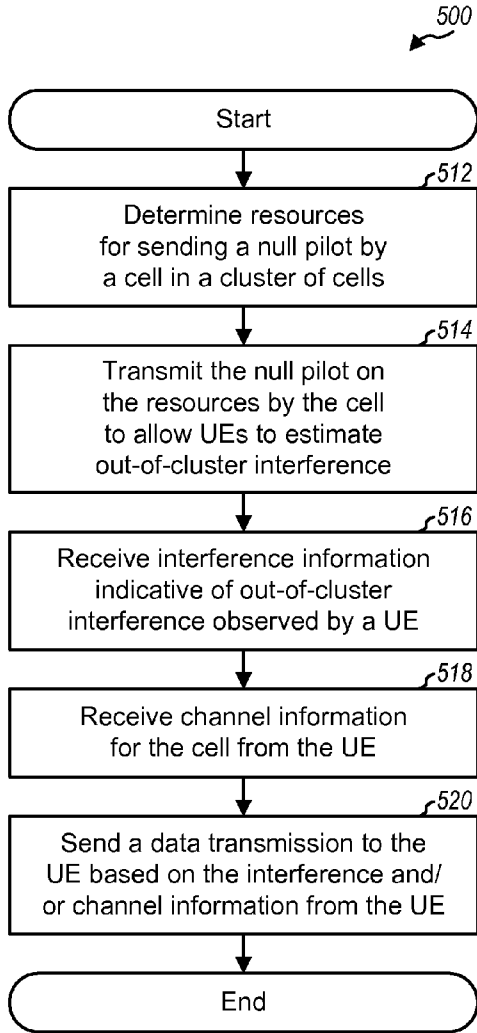 500
Start
512
Determine resources
for sending a null pilot by
a cell in a cluster of cells
514
Transmit the null pilot on
the resources by the cell
to allow UEs to estimate
out-of-cluster interference
516
Receive interference information
indicative of out-of-cluster
interference observed by a UE
518
Receive channel information
for the cell from the UE
520
Send a data transmission to the
UE based on the interference and/
or channel information from the UE
End